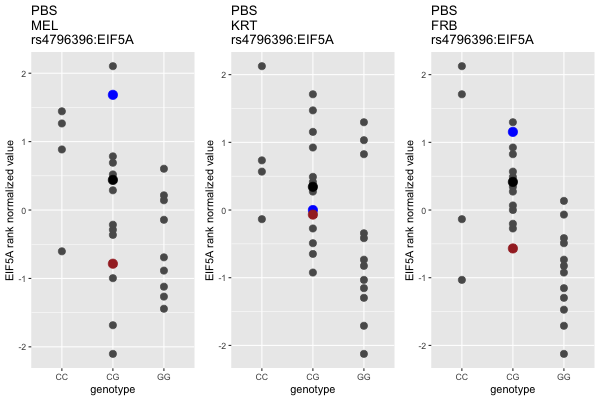 PBS
MEL
rs4796396:EIF5A
EIF5A rank normalized value
2
1
0
-1
-2
CC CG GG
genotype
PBS
KRT
rs4796396:EIF5A
EIF5A rank normalized value
2
1
0
-1
-2
CC CG GG
genotype
PBS
FRB
rs4796396:EIF5A
EIF5A rank normalized value
2
1
0
-1
-2
CC CG GG
genotype